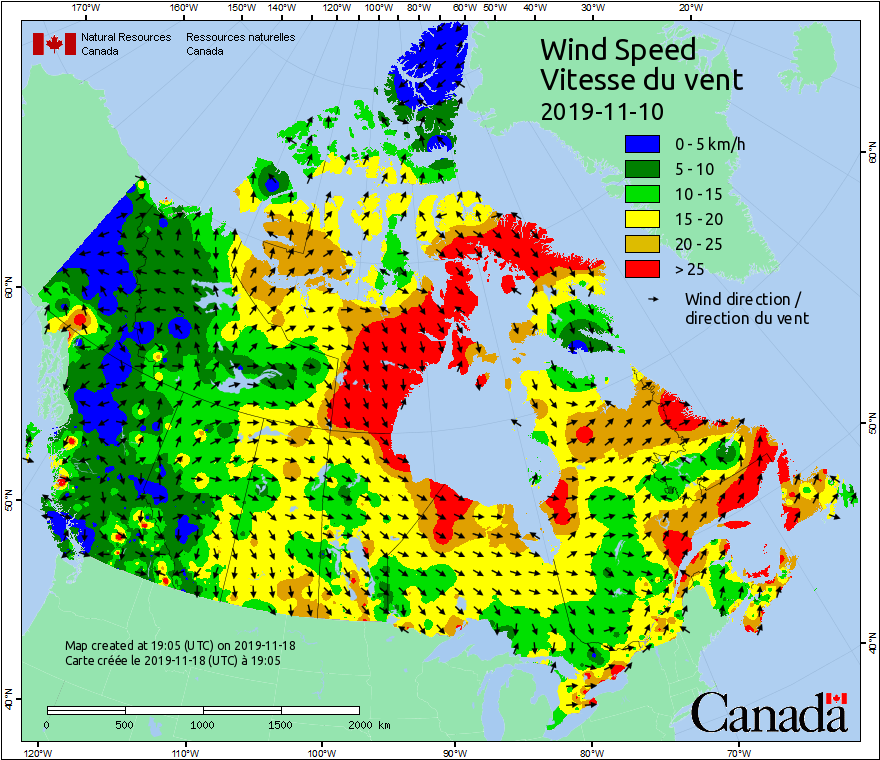 170°W 160°W 150°W 140°W 130°W 120°W 110°W 100°W 90°W 80°W 70°W 60°W 50°W 40°W 30°W 20°W
Natural Resources Ressources naturelles
Canada Canada
Wind Speed
Vitesse du vent
2019-11-10
0 - 5 km/h
5 - 10
10 - 15
15 - 20
20 - 25
> 25
Wind direction /
direction du vent
60°N
60°N
50°N
50°N
40°N
40°N
Map created at 19:05 (UTC) on 2019-11-18
Carte créée le 2019-11-18 (UTC) à 19:05
0 500 1000 1500 2000 km
Canada
120°W 110°W 100°W 90°W 80°W 70°W